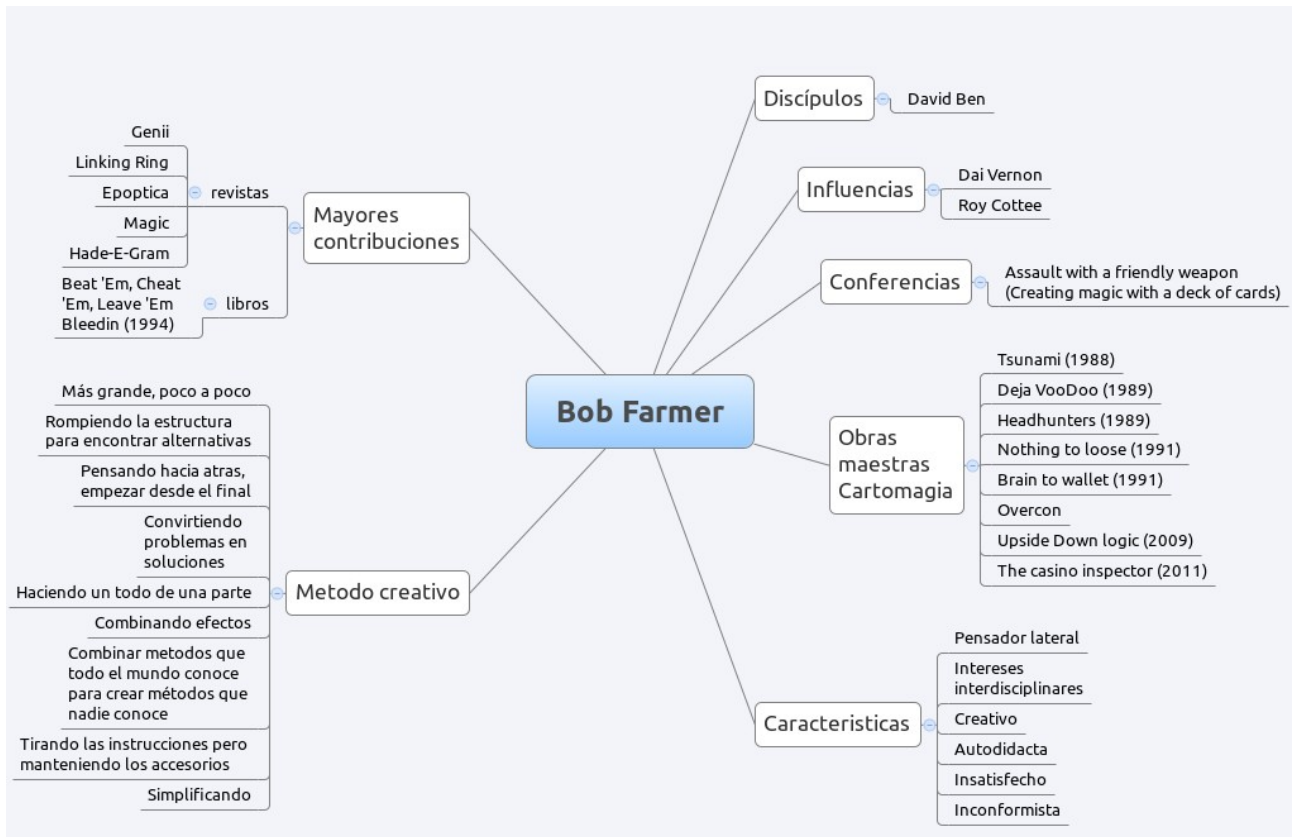 Bob Farmer
Discípulos
David Ben
Influencias
Dai Vernon
Roy Cottee
Conferencias
Assault with a friendly weapon
(Creating magic with a deck of cards)
Obras
maestras
Cartomagia
Tsunami (1988)
Deja VooDoo (1989)
Headhunters (1989)
Nothing to loose (1991)
Brain to wallet (1991)
Overcon
Upside Down logic (2009)
The casino inspector (2011)
Caracteristicas
Pensador lateral
Intereses
interdisciplinares
Creativo
Autodidacta
Insatisfecho
Inconformista
Mayores
contribuciones
revistas
Genii
Linking Ring
Epoptica
Magic
Hade-E-Gram
libros
Beat 'Em, Cheat
'Em, Leave 'Em
Bleedin (1994)
Metodo creativo
Más grande, poco a poco
Rompiendo la estructura
para encontrar alternativas
Pensando hacia atras,
empezar desde el final
Convirtiendo
problemas en
soluciones
Haciendo un todo de una parte
Combinando efectos
Combinar metodos que
todo el mundo conoce
para crear métodos que
nadie conoce
Tirando las instrucciones pero
manteniendo los accesorios
Simplificando